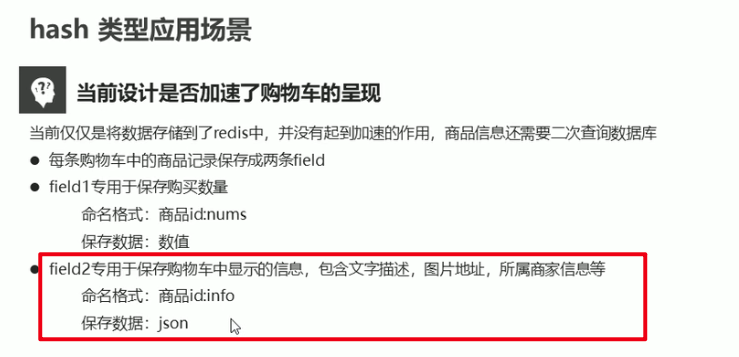 hash 类型应用场景
当前设计是否加速了购物车的呈现
当前仅仅是将数据存储到了redis中，并没有起到加速的作用，商品信息还需要二次查询数据库
● 每条购物车中的商品记录保存成两条field
● field1专用于保存购买数量
命名格式：商品id:nums
保存数据：数值
● field2专用于保存购物车中显示的信息，包含文字描述，图片地址，所属商家信息等
命名格式：商品id:info
保存数据：json